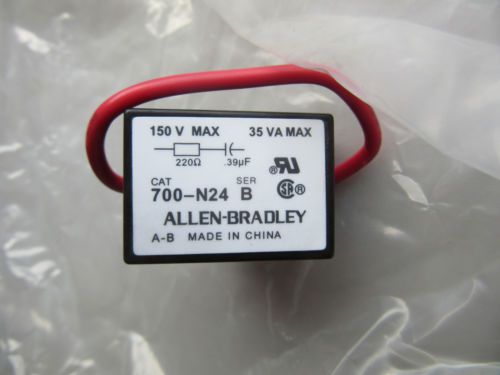 150 V MAX 35 VA MAX
220Ω .39µF
CAT SER
700-N24 B
ALLEN-BRADLEY
A-B MADE IN CHINA